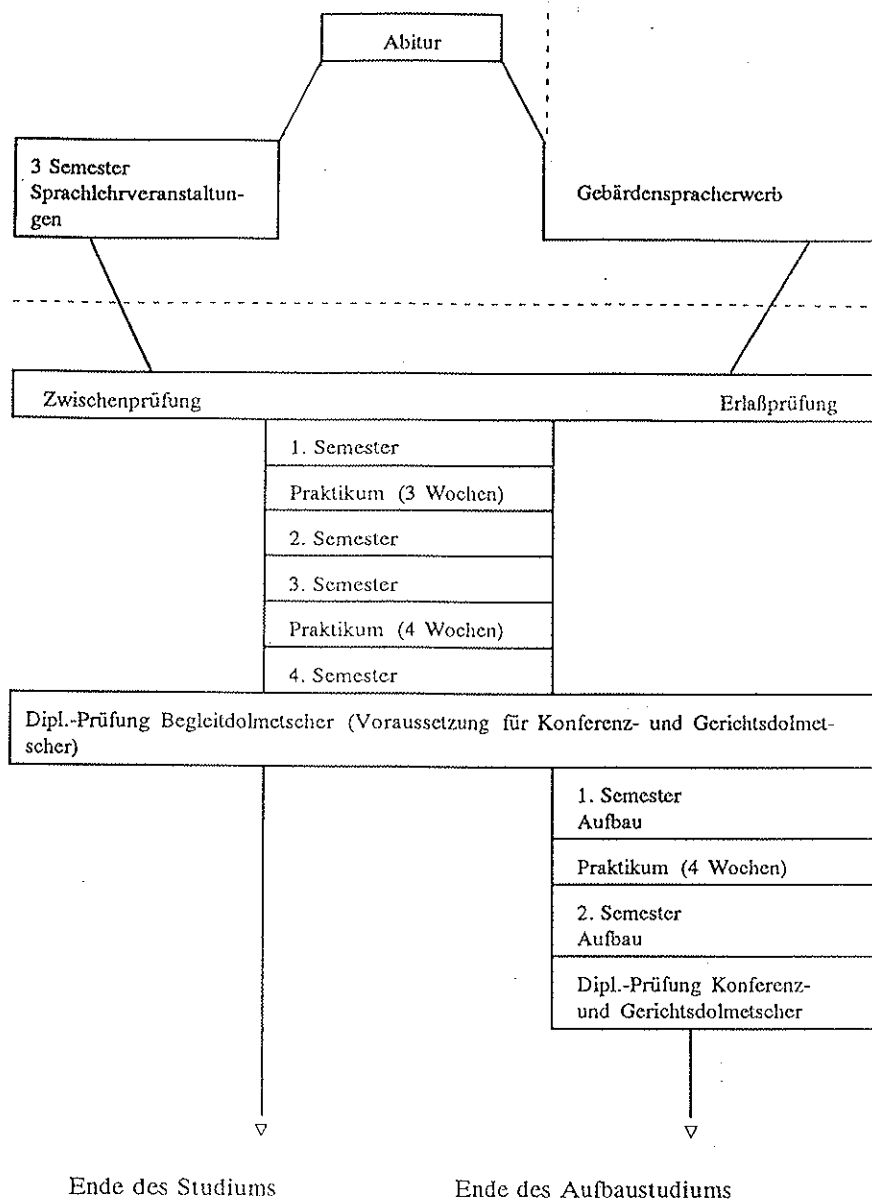 Abitur
3 Semester
Sprachlehrveranstaltun-
gen
Gebärdenspracherwerb
Zwischenprüfung
Erlaßprüfung
1. Semester
Praktikum (3 Wochen)
2. Semester
3. Semester
Praktikum (4 Wochen)
4. Semester
Dipl.-Prüfung Begleitdolmetscher (Voraussetzung für Konferenz- und Gerichtsdolmet-
scher)
1. Semester
Aufbau
Praktikum (4 Wochen)
2. Semester
Aufbau
Dipl.-Prüfung Konferenz-
und Gerichtsdolmetscher
Ende des Studiums
Ende des Aufbaustudiums